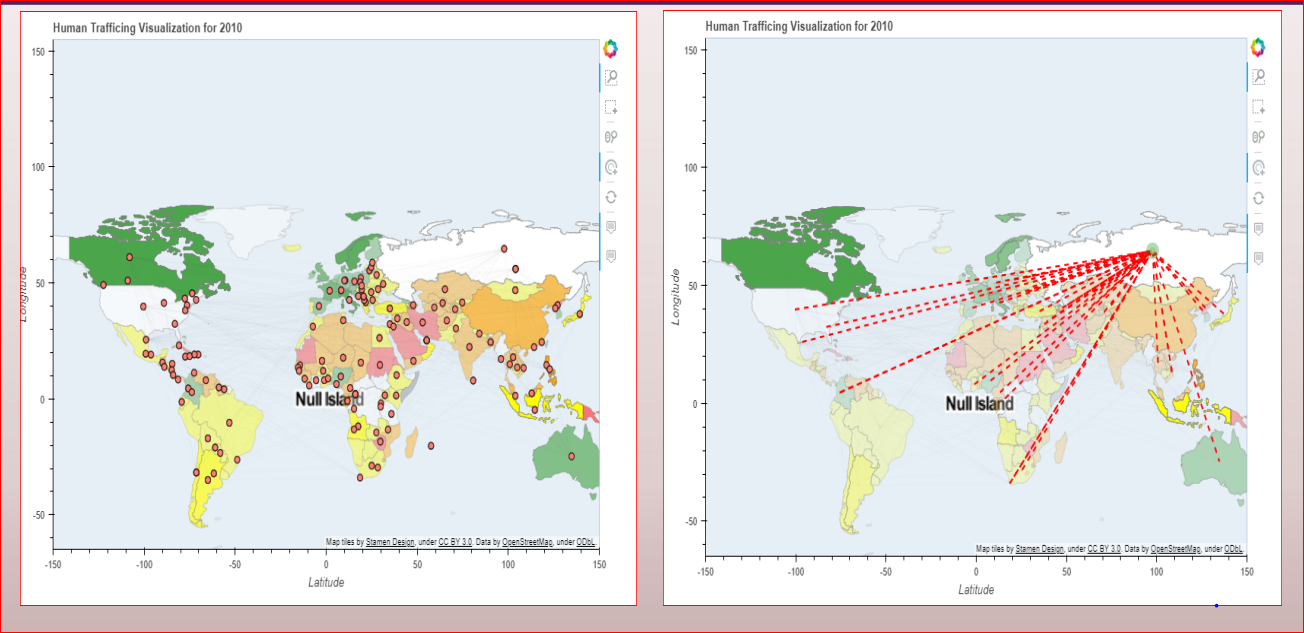 Human Trafficing Visualization for 2010
150
100
50
0
-50
Longitude
Null Island
Map tiles by Stamen Design, under CC BY 3.0. Data by OpenStreetMap, under ODbL.
-150 -100 -50 0 50 100 150
Latitude
Human Trafficing Visualization for 2010
150
100
50
0
-50
Longitude
Null Island
Map tiles by Stamen Design, under CC BY 3.0. Data by OpenStreetMap, under ODbL.
-150 -100 -50 0 50 100 150
Latitude